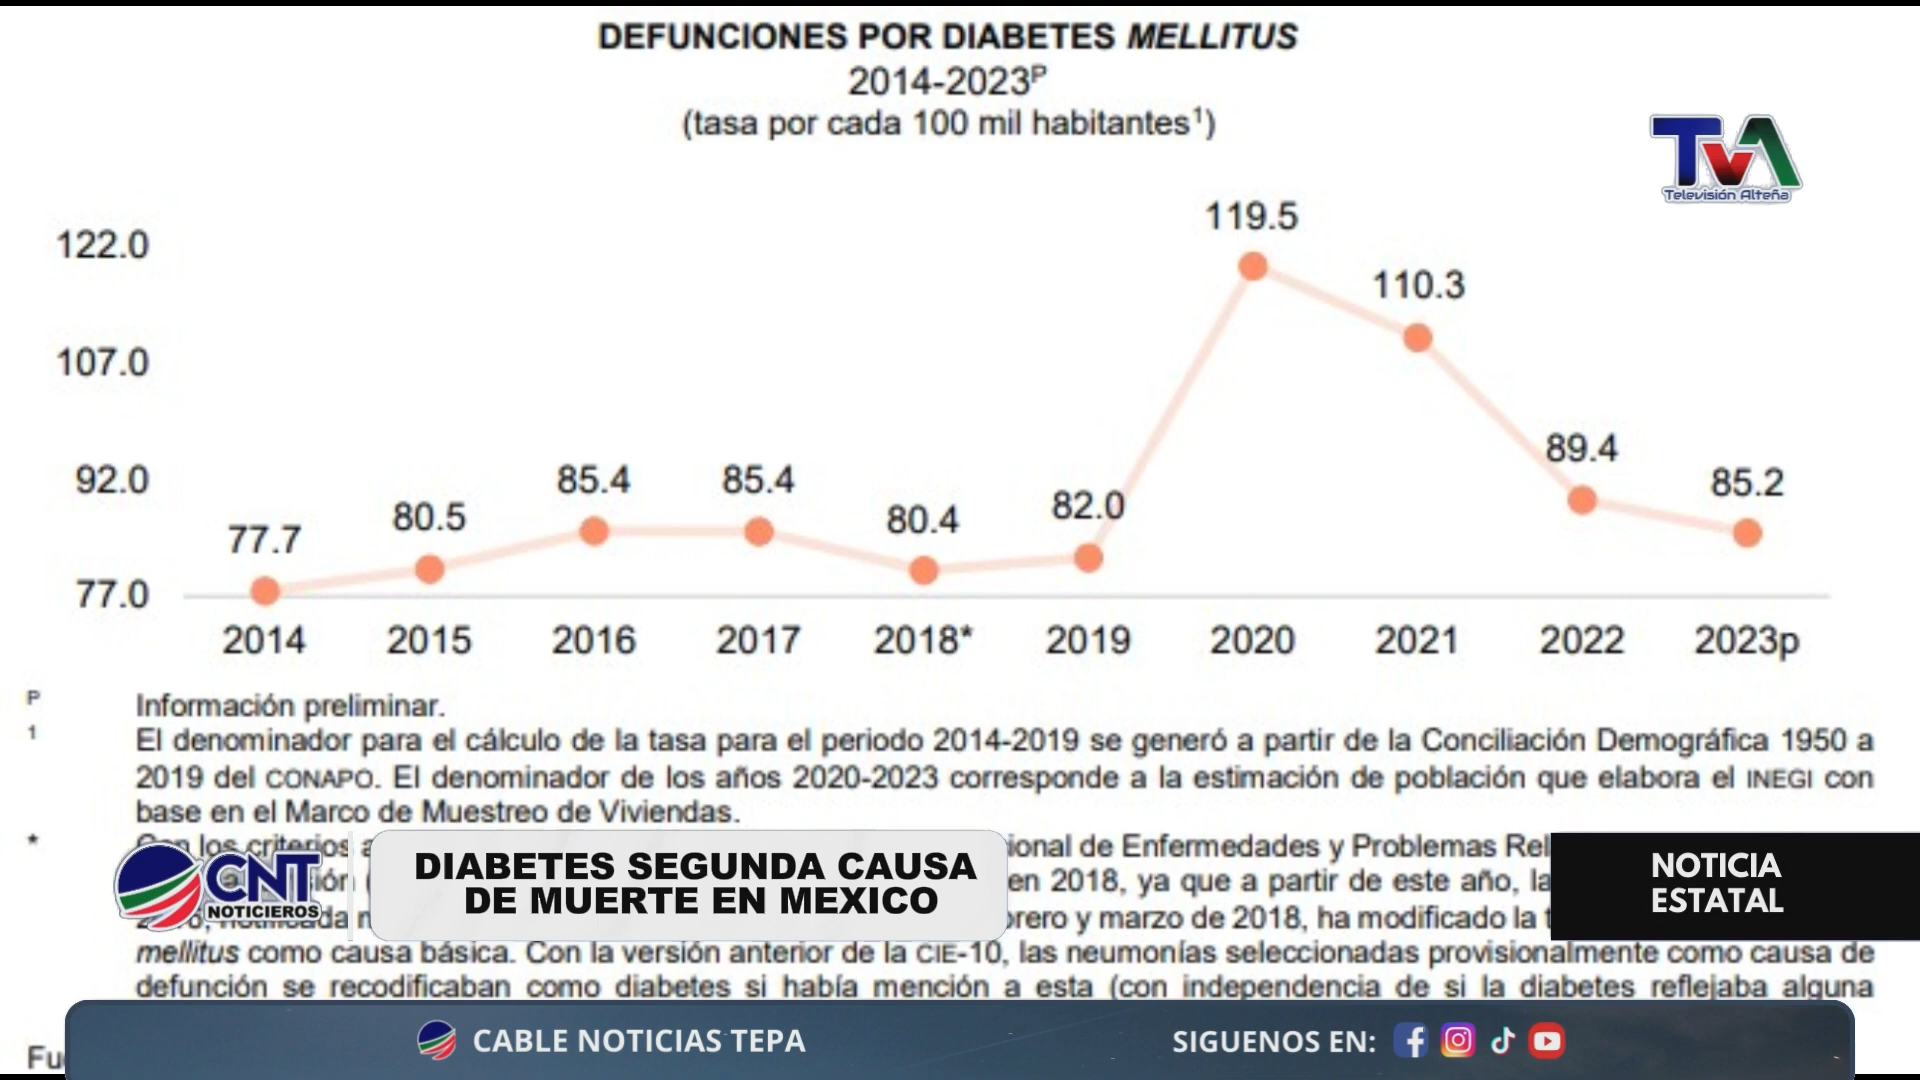 DEFUNCIONES POR DIABETES MELLITUS
2014-2023P
(tasa por cada 100 mil habitantes1)
TVA
Televisión Alteña
122.0
107.0
92.0
77.0
77.7
80.5
85.4
85.4
80.4
82.0
119.5
110.3
89.4
85.2
2014
2015
2016
2017
2018*
2019
2020
2021
2022
2023p
P Información preliminar.
1 El denominador para el cálculo de la tasa para el periodo 2014-2019 se generó a partir de la Conciliación Demográfica 1950 a
2019 del CONAPO. El denominador de los años 2020-2023 corresponde a la estimación de población que elabora el INEGI con
base en el Marco de Muestreo de Viviendas.
* Con los criterios de Enfermedades y Problemas
en 2018, ya que a partir de este año, la
y marzo de 2018, ha modificado la
mellitus como causa básica. Con la versión anterior de la CIE-10, las neumonías seleccionadas provisionalmente como causa de
defunción se recodificaban como diabetes si había mención a esta (con independencia de si la diabetes reflejaba alguna
CNT
NOTICIEROS
DIABETES SEGUNDA CAUSA
DE MUERTE EN MEXICO
NOTICIA
ESTATAL
CABLE NOTICIAS TEPA
SIGUENOS EN: